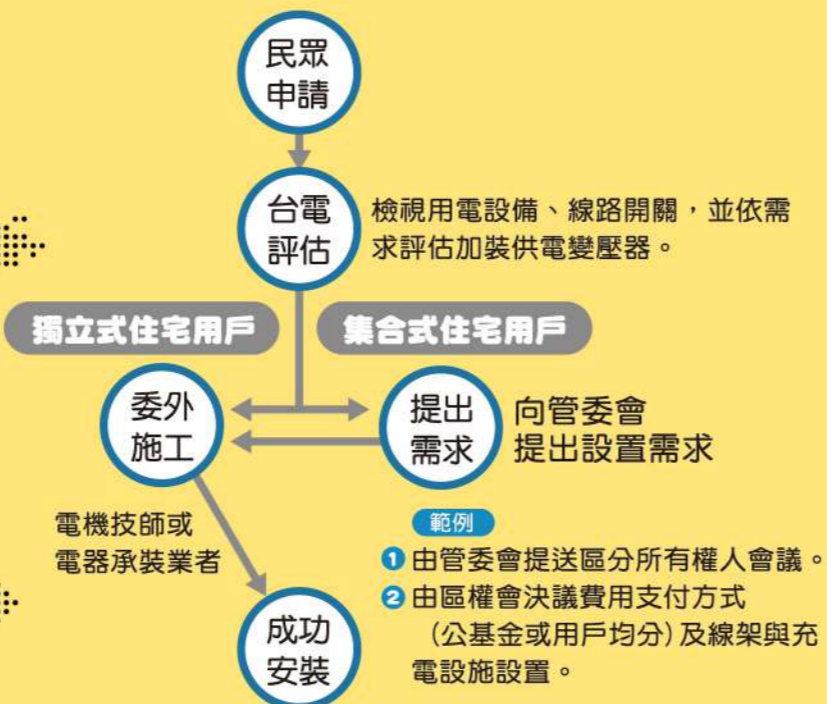 民眾
申請
台電
評估
檢視用電設備、線路開關，並依需
求評估加裝供電變壓器。
獨立式住宅用戶
集合式住宅用戶
委外
施工
提出
需求
向管委會
提出設置需求
電機技師或
電器承裝業者
範例
❶由管委會提送區分所有權人會議。
❷由區權會決議費用支付方式
（公基金或用戶均分）及線架與充
電設施設置。
成功
安裝